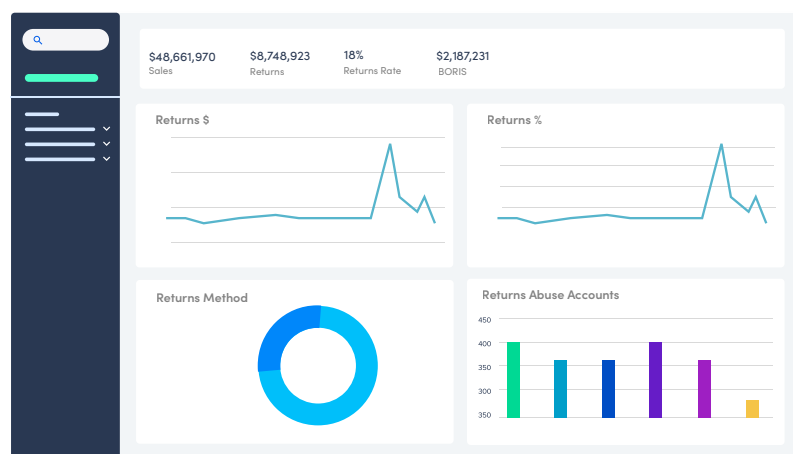 $48,661,970 $8,748,923 18% $2,187,231
Sales Returns Returns Rate BORIS
Returns $
Returns %
Returns Method
Returns Abuse Accounts
450
400
350
300
350